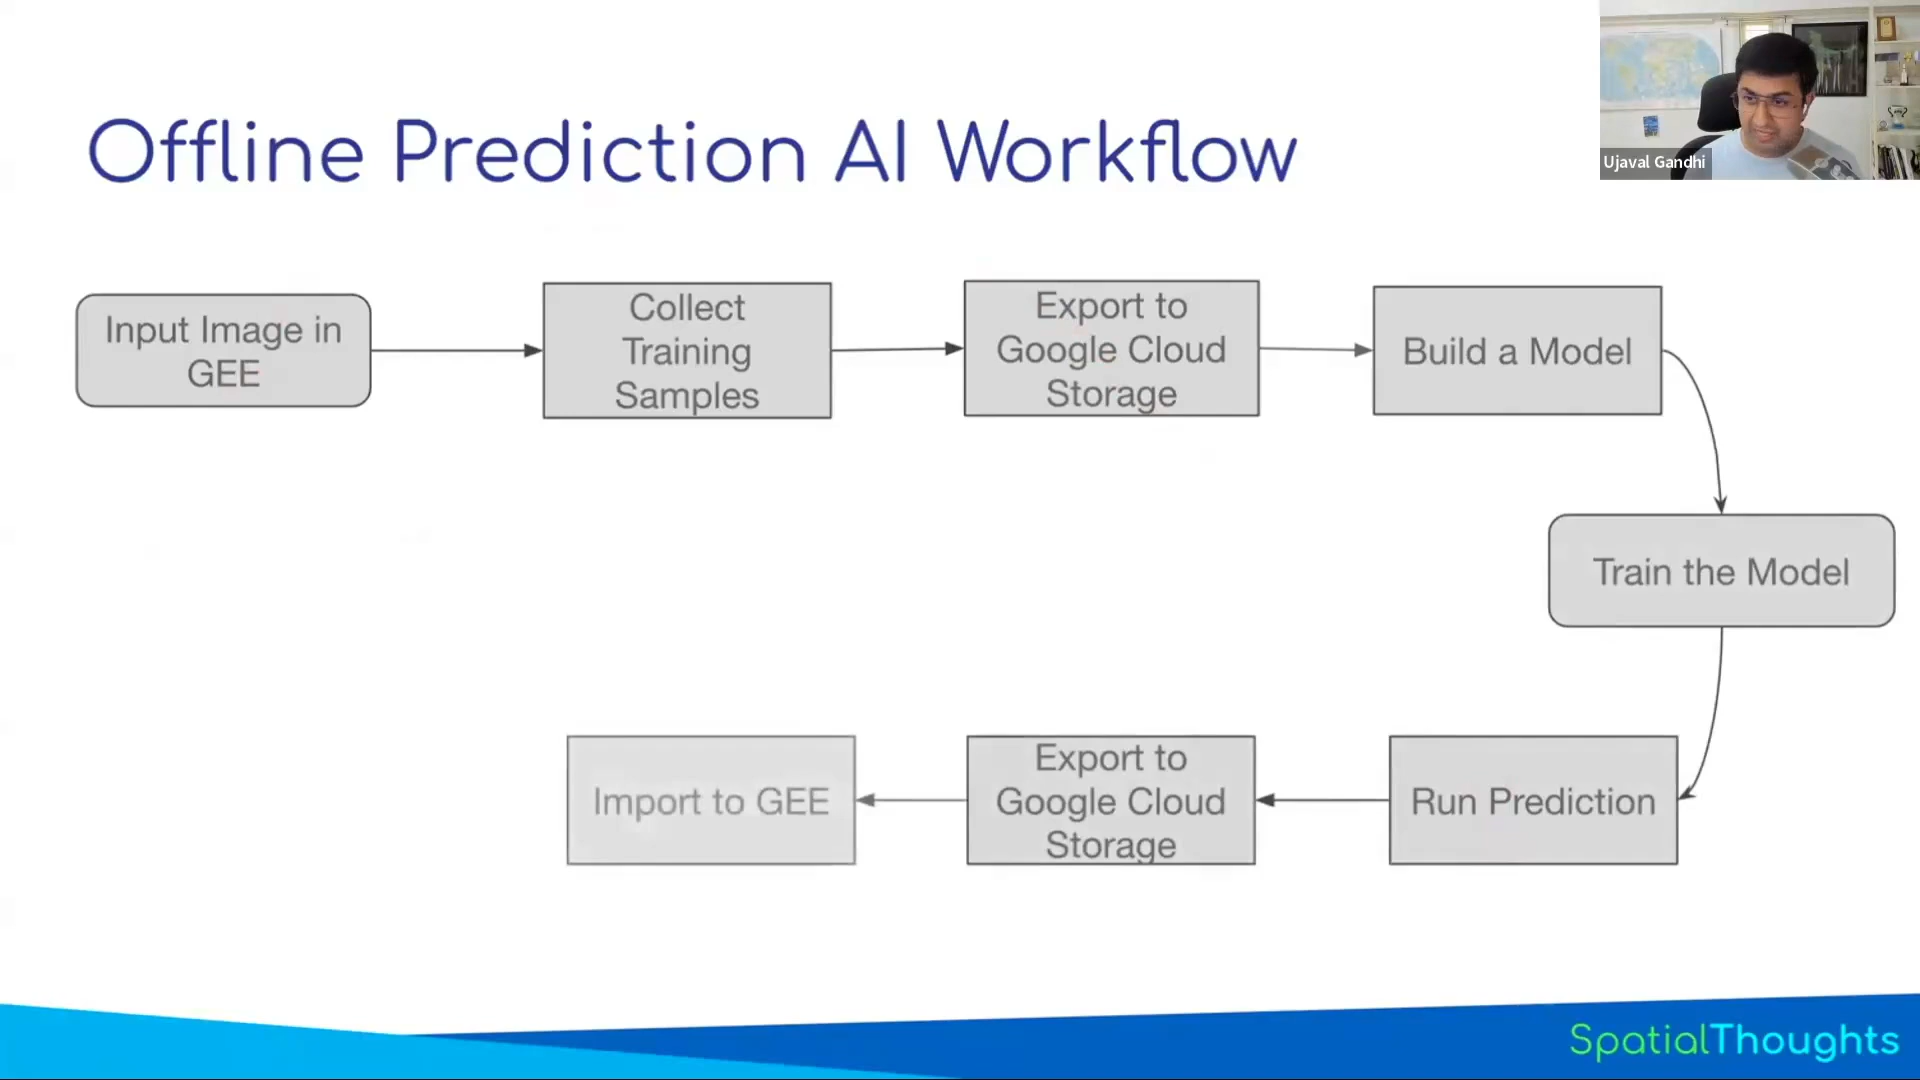 Offline Prediction AI Workflow
Ujaval Gandhi
Input Image in
GEE
Collect
Training
Samples
Export to
Google Cloud
Storage
Build a Model
Train the Model
Run Prediction
Export to
Google Cloud
Storage
Import to GEE
SpatialThoughts